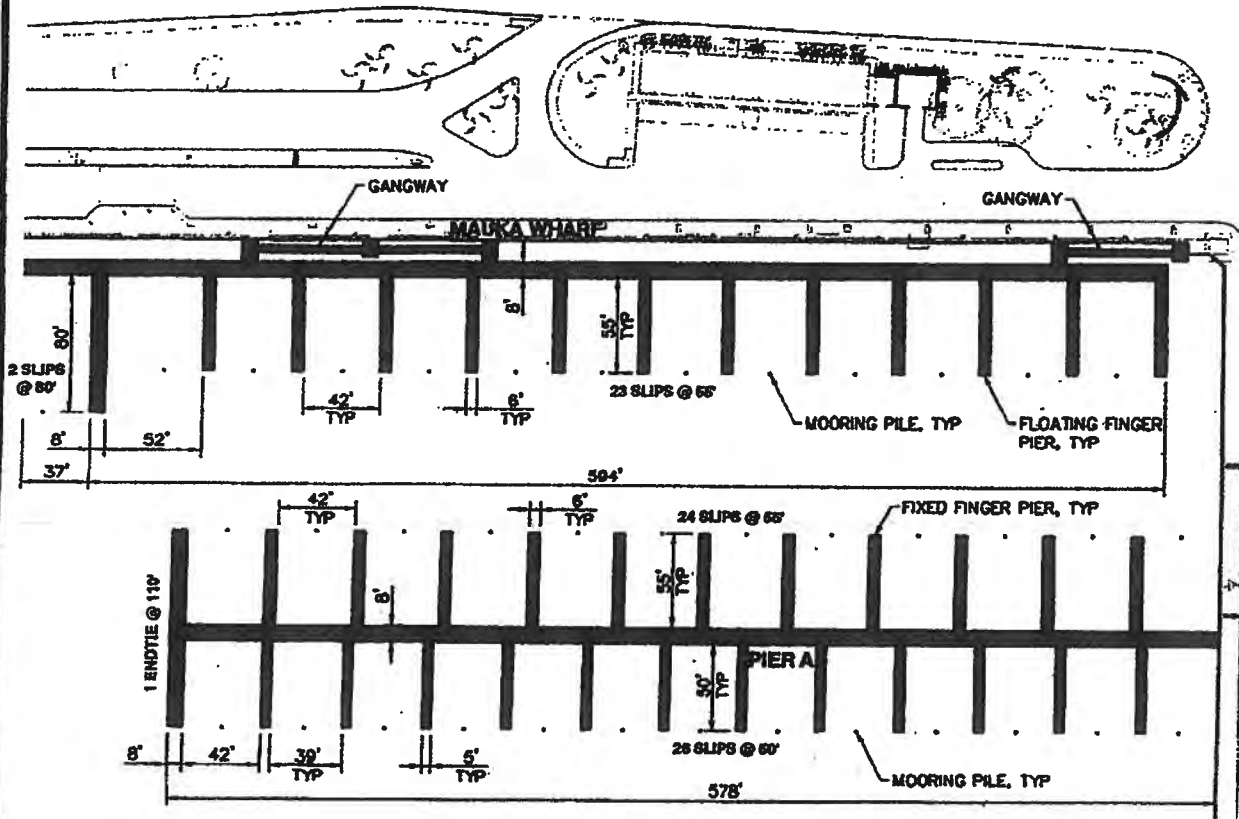 GANGWAY
GANGWAY
MAUKA WHARF
80'
8'
55'
TYP
2 SLIPS
@ 80'
42'
TYP
6'
TYP
23 SLIPS @ 55'
MOORING PILE, TYP
FLOATING FINGER
PIER, TYP
8'
52'
37'
594'
42'
TYP
6'
TYP
24 SLIPS @ 55'
FIXED FINGER PIER, TYP
1 ENDTIE @ 110'
8'
55'
TYP
PIER A
50'
TYP
8'
42'
39'
TYP
5'
TYP
26 SLIPS @ 50'
MOORING PILE, TYP
578'